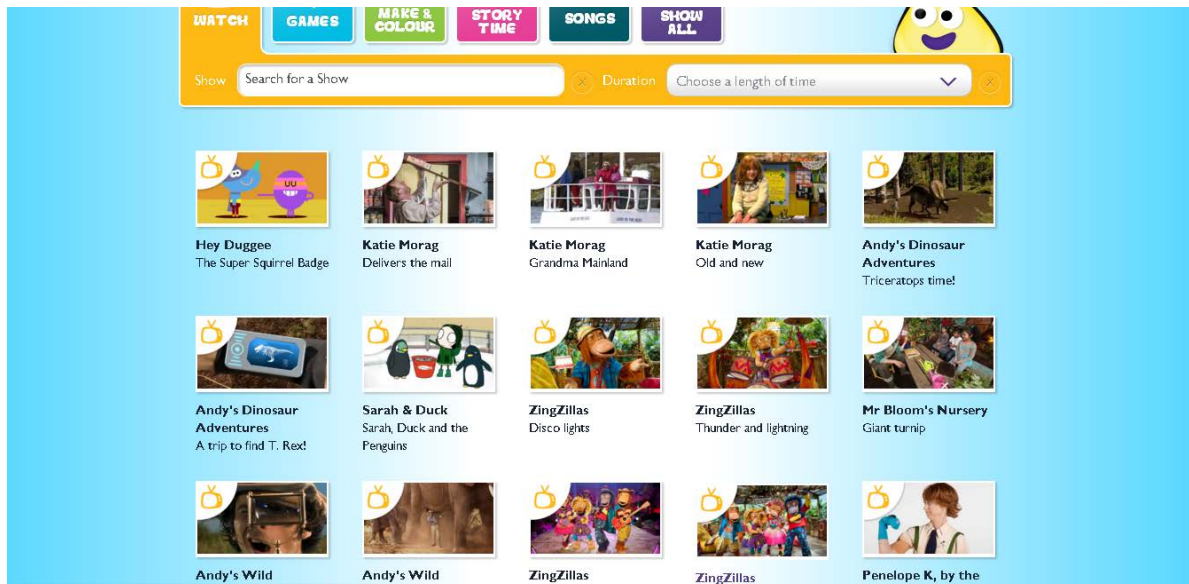 WATCH
GAMES
MAKE &
COLOUR
STORY
TIME
SONGS
SHOW
ALL
Show
Search for a Show
x
Duration
Choose a length of time
x
Hey Duggee
The Super Squirrel Badge
Katie Morag
Delivers the mail
Katie Morag
Grandma Mainland
Katie Morag
Old and new
Andy's Dinosaur
Adventures
Triceratops time!
Andy's Dinosaur
Adventures
A trip to find T. Rex!
Sarah & Duck
Sarah, Duck and the
Penguins
ZingZillas
Disco lights
ZingZillas
Thunder and lightning
Mr Bloom's Nursery
Giant turnip
Andy's Wild
Andy's Wild
ZingZillas
ZingZillas
Penelope K, by the